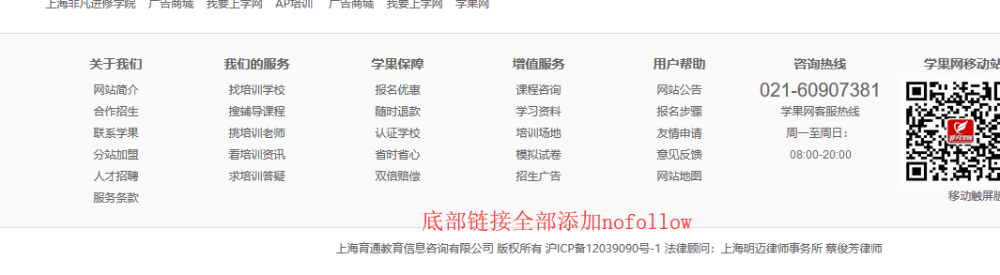 上海非凡进修学院 广告商城 我要上学网 AP培训 广告商城 我要上学网 学果网
关于我们 我们的服务 学果保障 增值服务 用户帮助 咨询热线 学果网移动站
网站简介 找培训学校 报名优惠 课程咨询 网站公告 021-60907381
合作招生 搜辅导课程 随时退款 学习资料 报名步骤 学果网客服热线
联系学果 挑培训老师 认证学校 培训场地 友情申请 周一至周日：
分站加盟 看培训资讯 省时省心 模拟试卷 意见反馈 08:00-20:00
人才招聘 求培训答疑 双倍赔偿 招生广告 网站地图
服务条款 移动触屏版
底部链接全部添加nofollow
上海育通教育信息咨询有限公司 版权所有 沪ICP备12039090号-1 法律顾问：上海明迈律师事务所 蔡俊芳律师